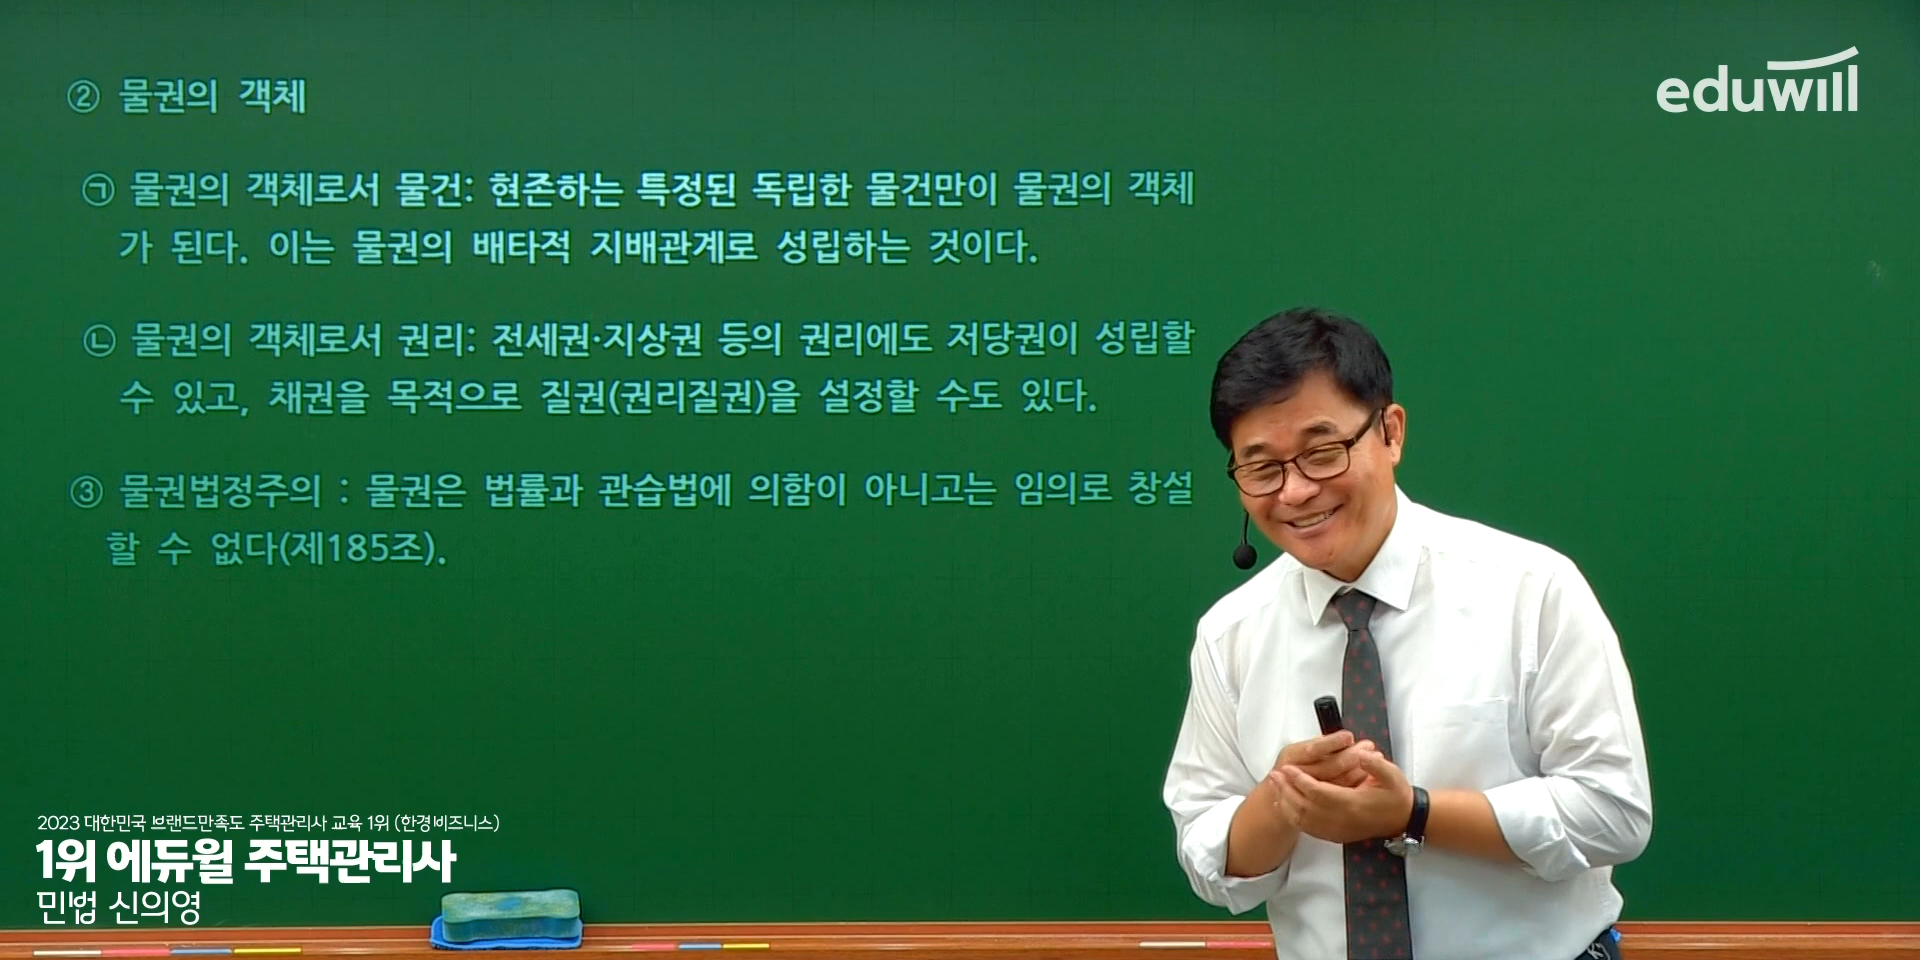 ② 물권의 객체
eduwill
㉠ 물권의 객체로서 물건: 현존하는 특정된 독립한 물건만이 물권의 객체
가 된다. 이는 물권의 배타적 지배관계로 성립하는 것이다.
㉡ 물권의 객체로서 권리: 전세권·지상권 등의 권리에도 저당권이 성립할
수 있고, 채권을 목적으로 질권(권리질권)을 설정할 수도 있다.
③ 물권법정주의 : 물권은 법률과 관습법에 의함이 아니고는 임의로 창설
할 수 없다(제185조).
2023 대한민국 브랜드만족도 주택관리사 교육 1위 (한경비즈니스)
1위 에듀윌 주택관리사
민법 신의영